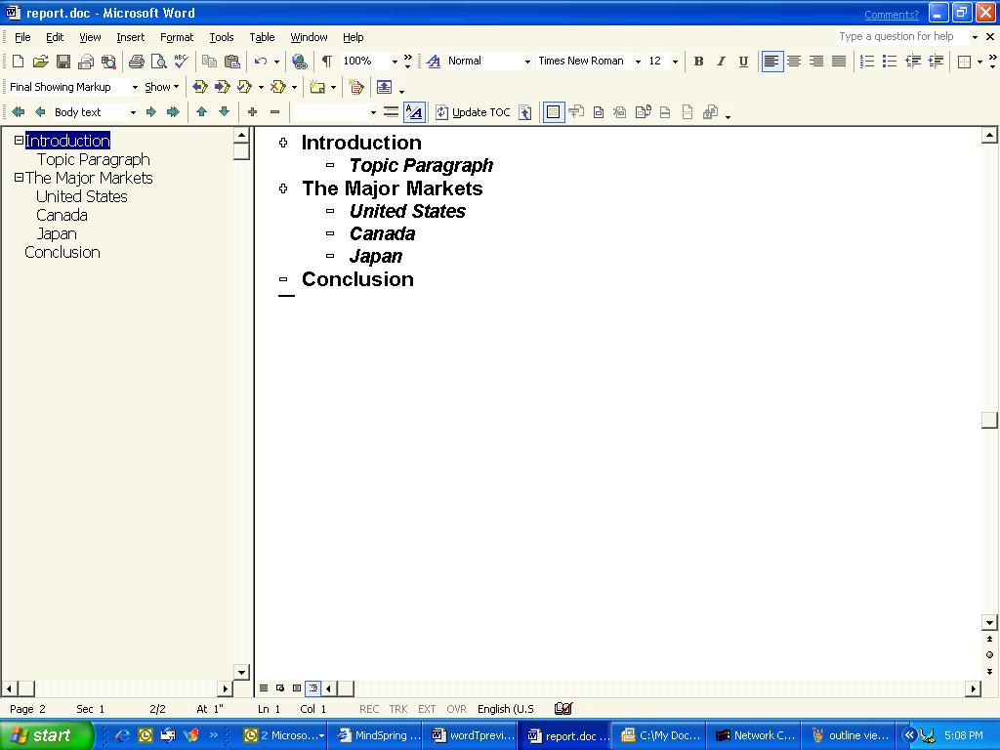 report.doc - Microsoft Word
Comments?
File Edit View Insert Format Tools Table Window Help
Type a question for help
100% Normal Times New Roman 12 B I U
Final Showing Markup Show
Body text Update TOC
Introduction
Topic Paragraph
The Major Markets
United States
Canada
Japan
Conclusion
Introduction
Topic Paragraph
The Major Markets
United States
Canada
Japan
Conclusion
Page 2 Sec 1 2/2 At 1" Ln 1 Col 1 REC TRK EXT OVR English (U.S
start 2 Microso... MindSpring ... wordTprevi... report.doc ... C:\My Doc... Network C... outline vie... 5:08 PM